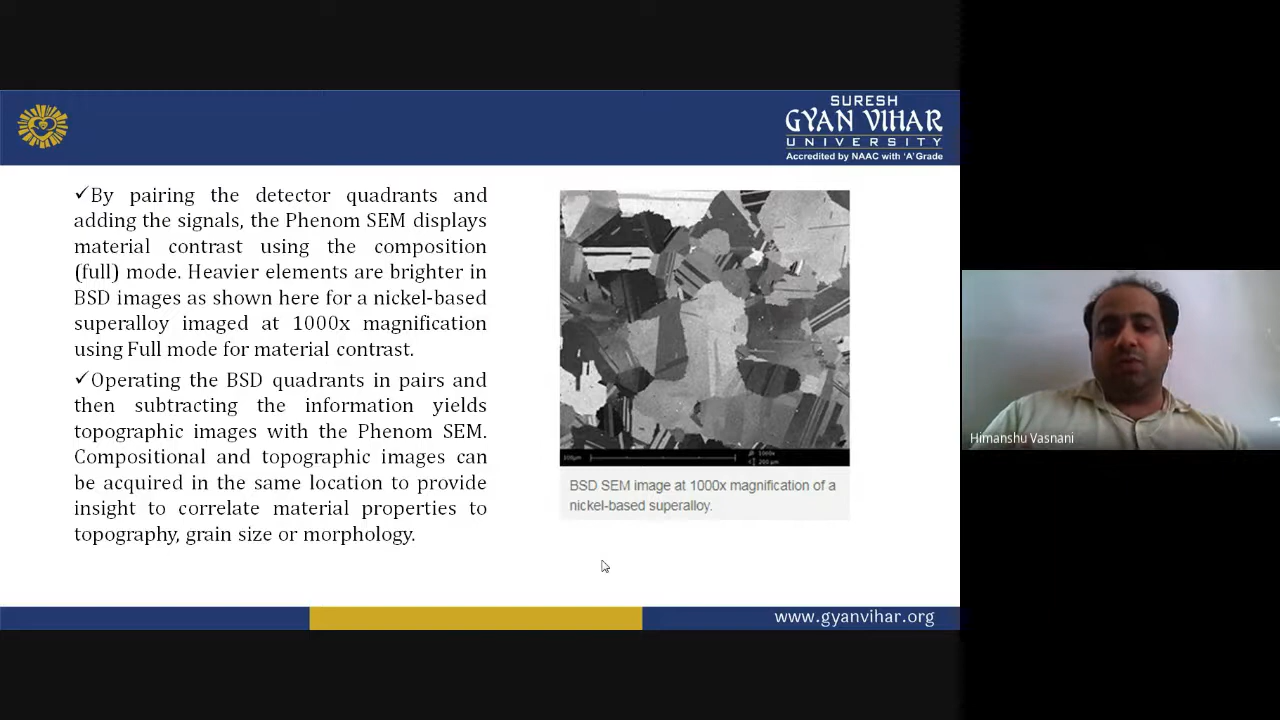 SURESH
GYAN VIHAR
UNIVERSITY
Accredited by NAAC with 'A' Grade
✓By pairing the detector quadrants and
adding the signals, the Phenom SEM displays
material contrast using the composition
(full) mode. Heavier elements are brighter in
BSD images as shown here for a nickel-based
superalloy imaged at 1000x magnification
using Full mode for material contrast.
✓Operating the BSD quadrants in pairs and
then subtracting the information yields
topographic images with the Phenom SEM.
Compositional and topographic images can
be acquired in the same location to provide
insight to correlate material properties to
topography, grain size or morphology.
100µm
1000x
200 µm
BSD SEM image at 1000x magnification of a
nickel-based superalloy.
Himanshu Vasnani
www.gyanvihar.org